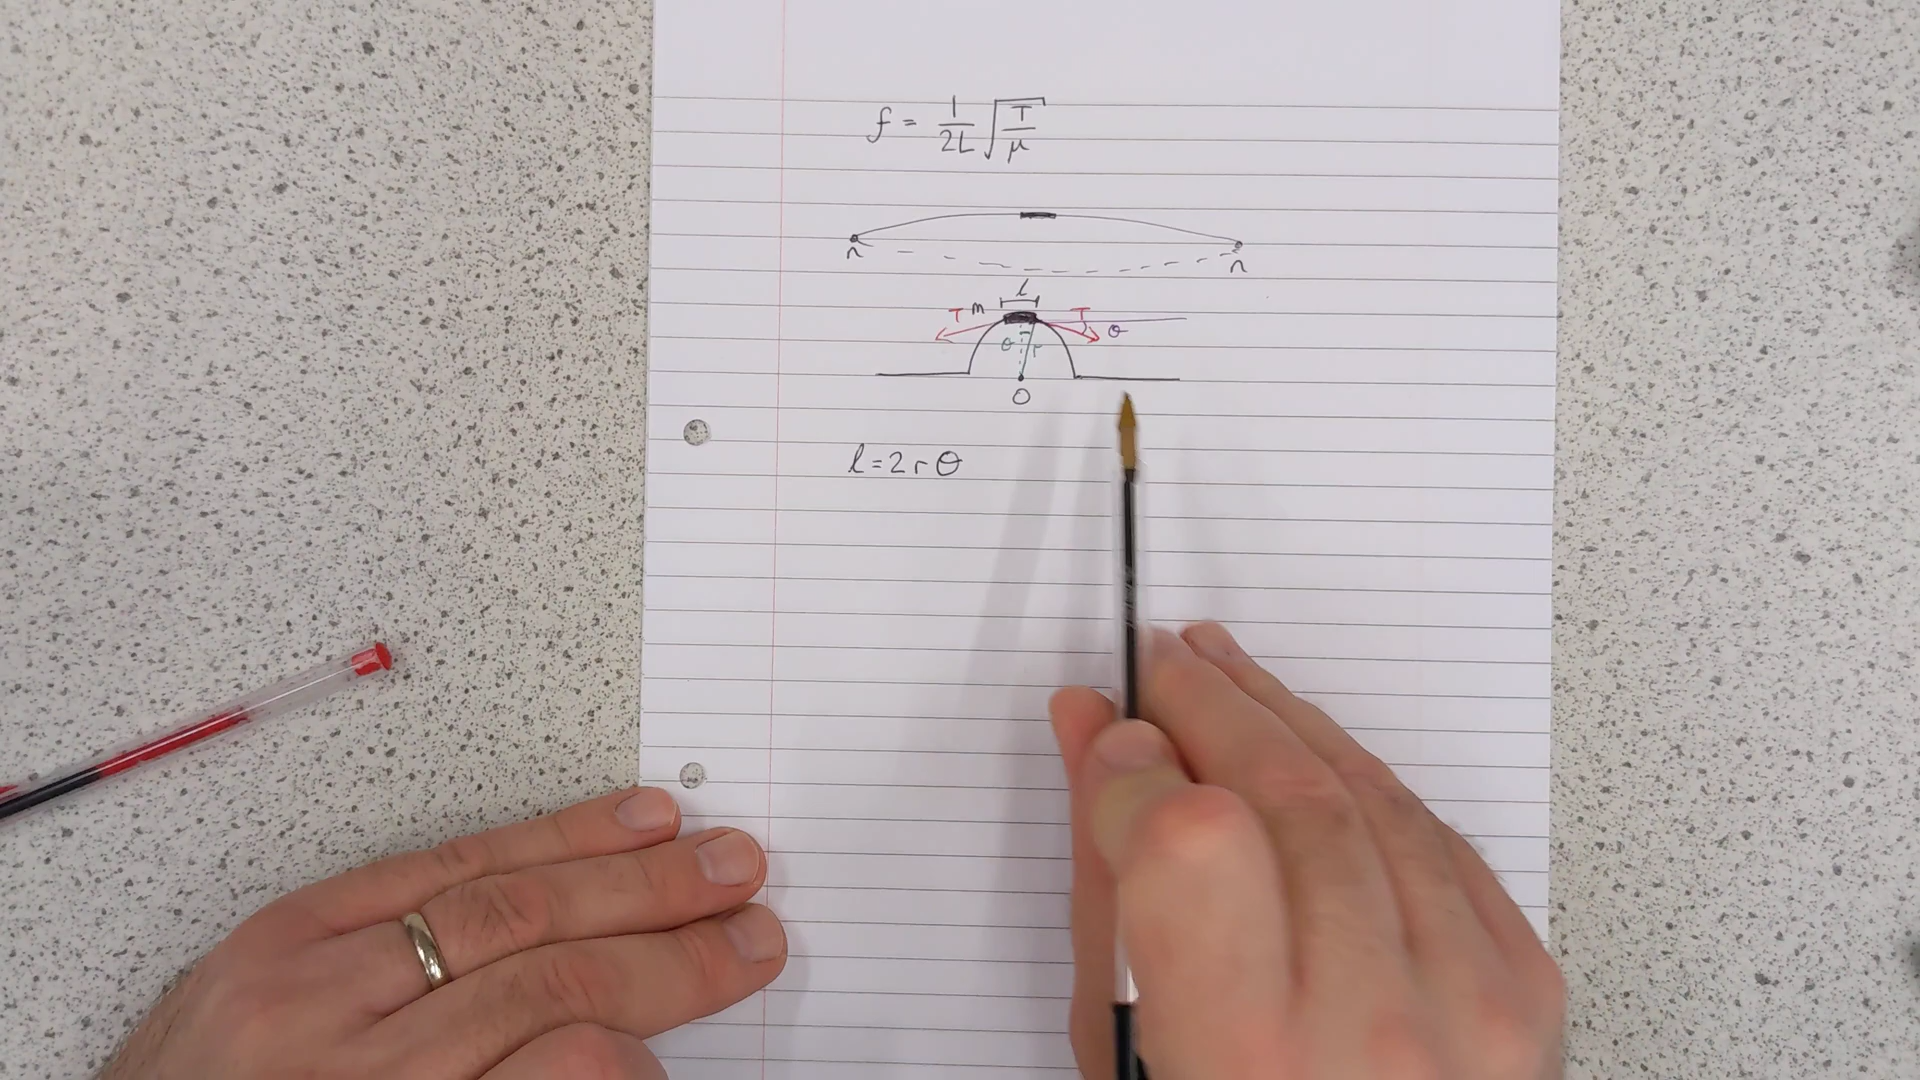 f = 1/2L √T/μ
n n
l
T m T
θ r θ
O
l = 2rθ